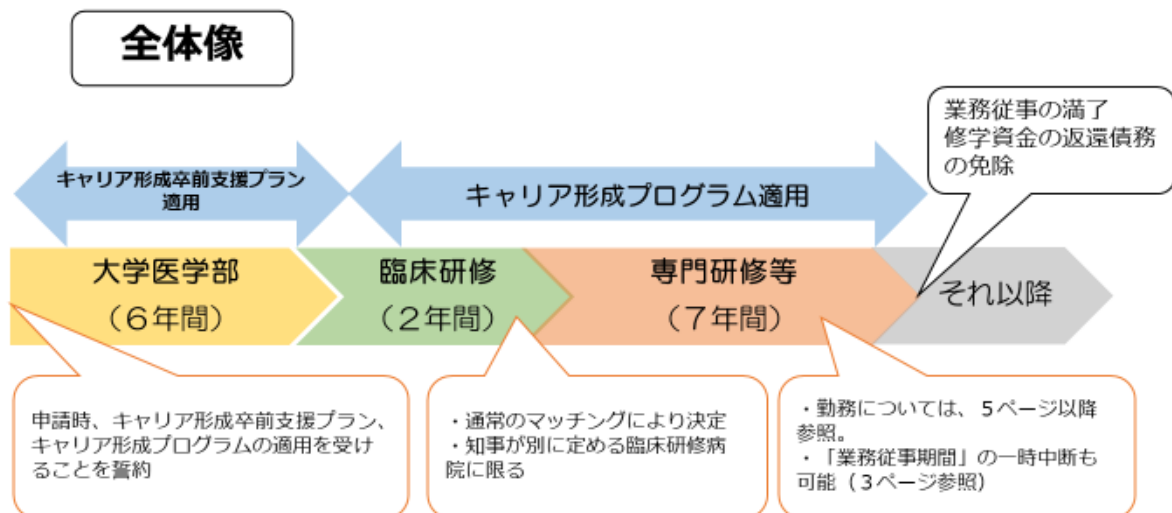 全体像
業務従事の満了
修学資金の返還債務
の免除
キャリア形成卒前支援プラン
適用
キャリア形成プログラム適用
大学医学部
（６年間）
臨床研修
（２年間）
専門研修等
（７年間）
それ以降
申請時、キャリア形成卒前支援プラン、
キャリア形成プログラムの適用を受け
ることを誓約
・通常のマッチングにより決定
・知事が別に定める臨床研修病
院に限る
・勤務については、５ページ以降
参照。
・「業務従事期間」の一時中断も
可能（３ページ参照）